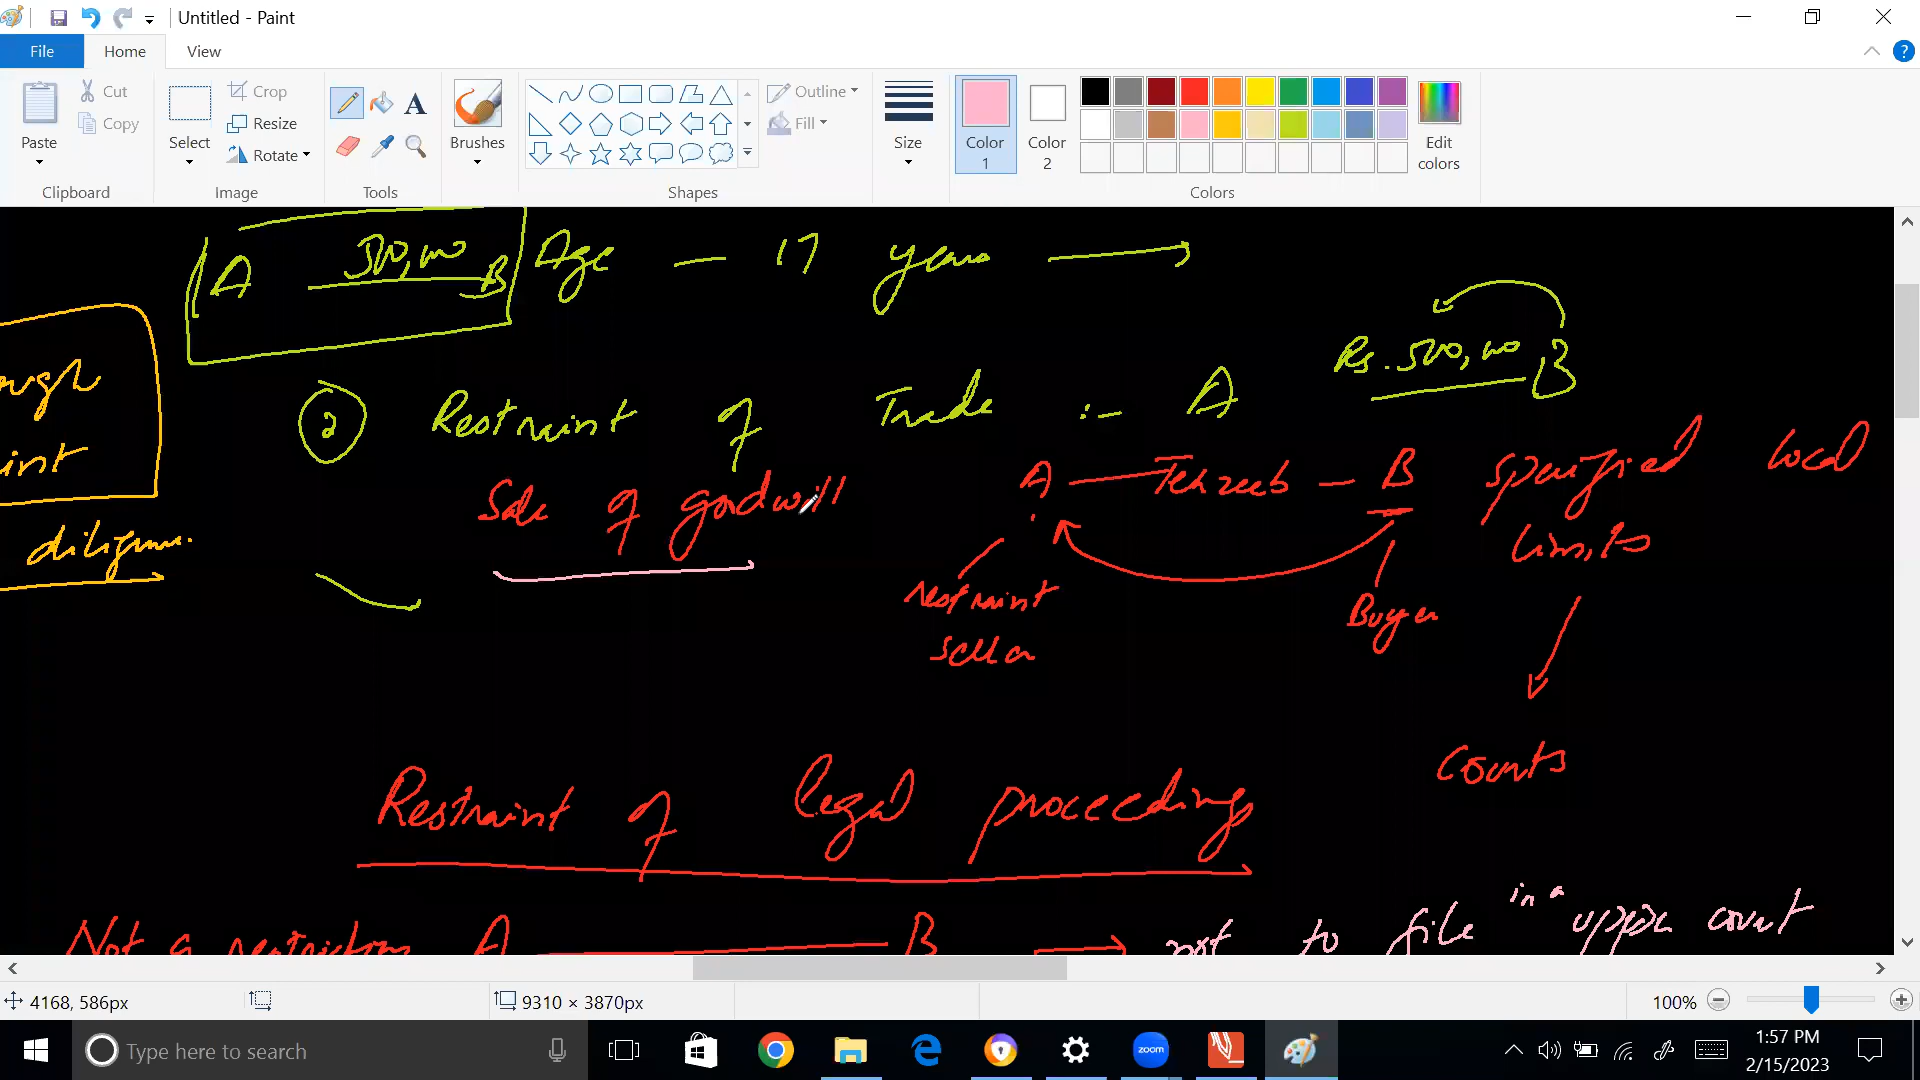 Untitled - Paint
File Home View
Paste
Cut
Copy
Clipboard
Select
Crop
Resize
Rotate
Image
A
Tools
Brushes
Shapes
Outline
Fill
Size
Color 1
Color 2
Edit colors
Colors
A 500,000 B Age — 17 years
Rs. 500,000 B
2 Restraint of Trade :- A
Sale of goodwill
A — Tehzeeb — B specified local
limits
diligence.
restraint
seller
Buyer
Courts
Restraint of legal proceedings
Not a restriction A B not to file in a upper court
4168, 586px
9310 × 3870px
100%
Type here to search
zoom
1:57 PM
2/15/2023